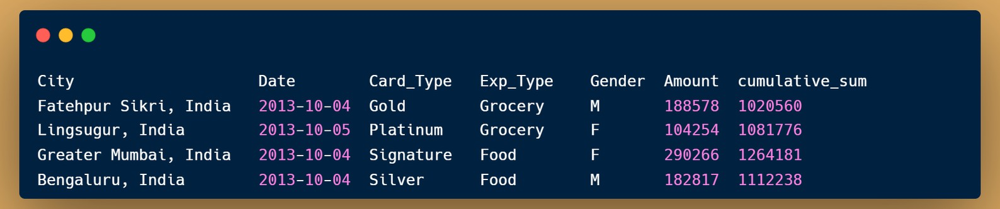 City Date Card_Type Exp_Type Gender Amount cumulative_sum
Fatehpur Sikri, India 2013-10-04 Gold Grocery M 188578 1020560
Lingsugur, India 2013-10-05 Platinum Grocery F 104254 1081776
Greater Mumbai, India 2013-10-04 Signature Food F 290266 1264181
Bengaluru, India 2013-10-04 Silver Food M 182817 1112238